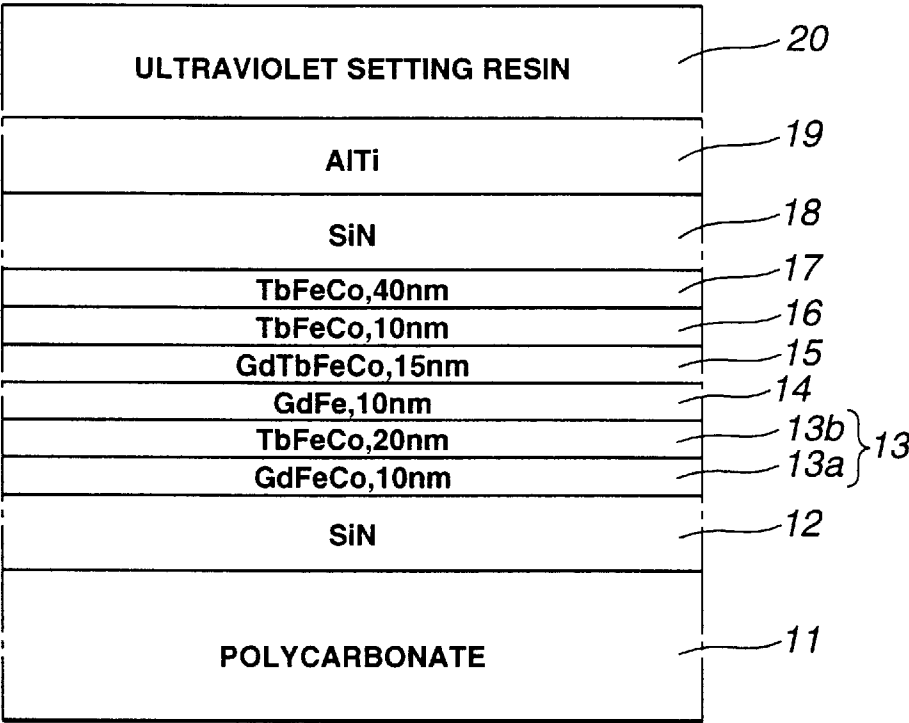 ULTRAVIOLET SETTING RESIN 20
AlTi 19
SiN 18
TbFeCo,40nm 17
TbFeCo,10nm 16
GdTbFeCo,15nm 15
GdFe,10nm 14
TbFeCo,20nm 13b
13
GdFeCo,10nm 13a
SiN 12
POLYCARBONATE 11